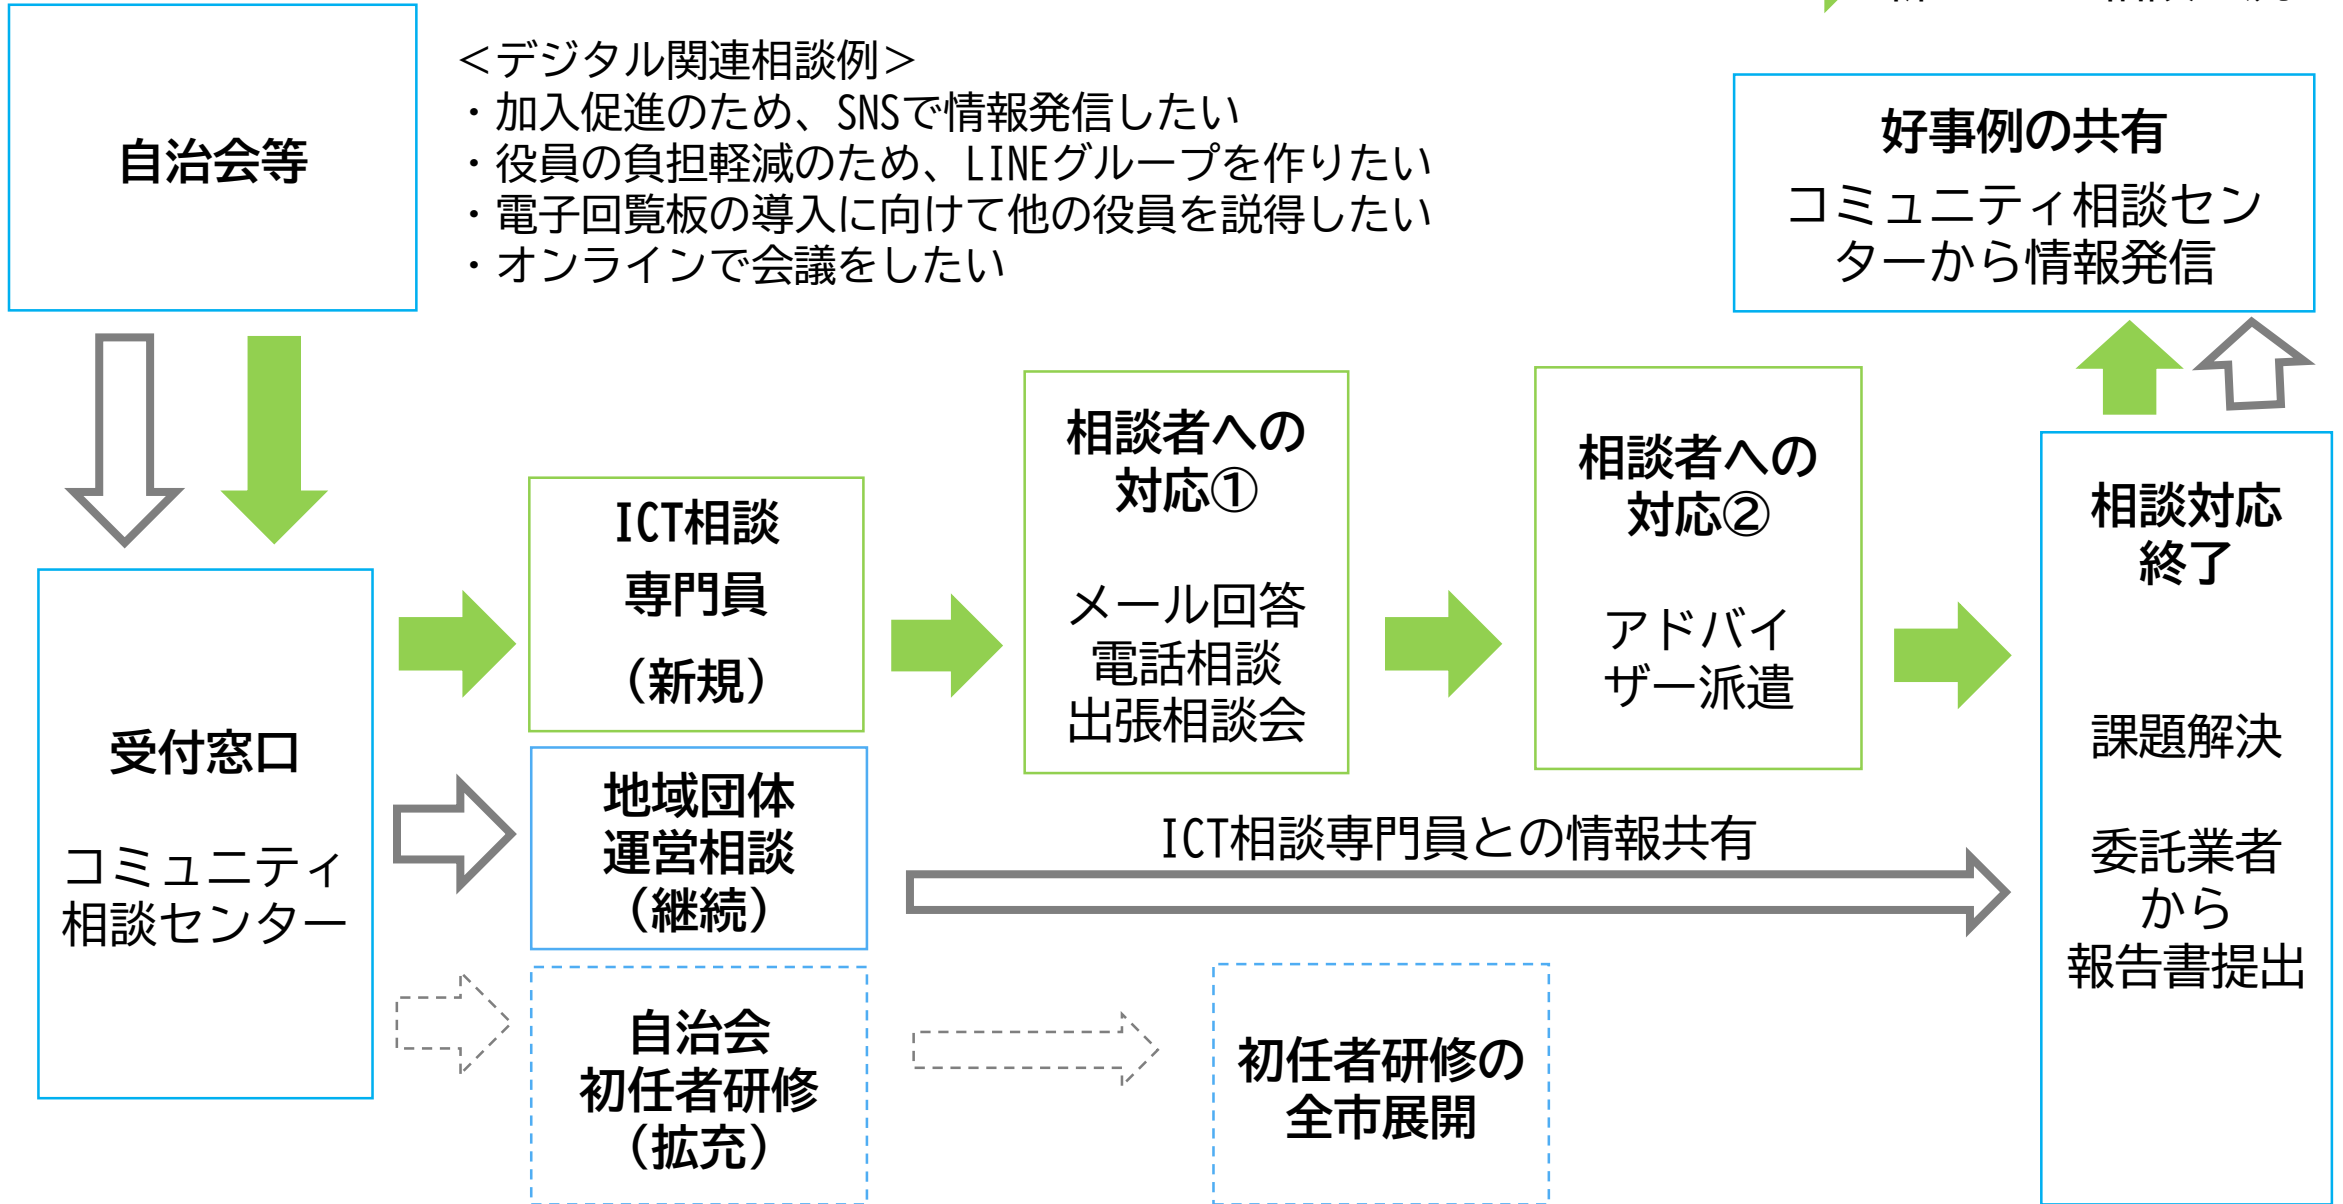 自治会等
＜デジタル関連相談例＞
・加入促進のため、SNSで情報発信したい
・役員の負担軽減のため、LINEグループを作りたい
・電子回覧板の導入に向けて他の役員を説得したい
・オンラインで会議をしたい
好事例の共有
コミュニティ相談セン
ターから情報発信
受付窓口
コミュニティ
相談センター
ICT相談
専門員
（新規）
相談者への
対応①
メール回答
電話相談
出張相談会
相談者への
対応②
アドバイ
ザー派遣
相談対応
終了
課題解決
委託業者
から
報告書提出
地域団体
運営相談
（継続）
ICT相談専門員との情報共有
自治会
初任者研修
（拡充）
初任者研修の
全市展開